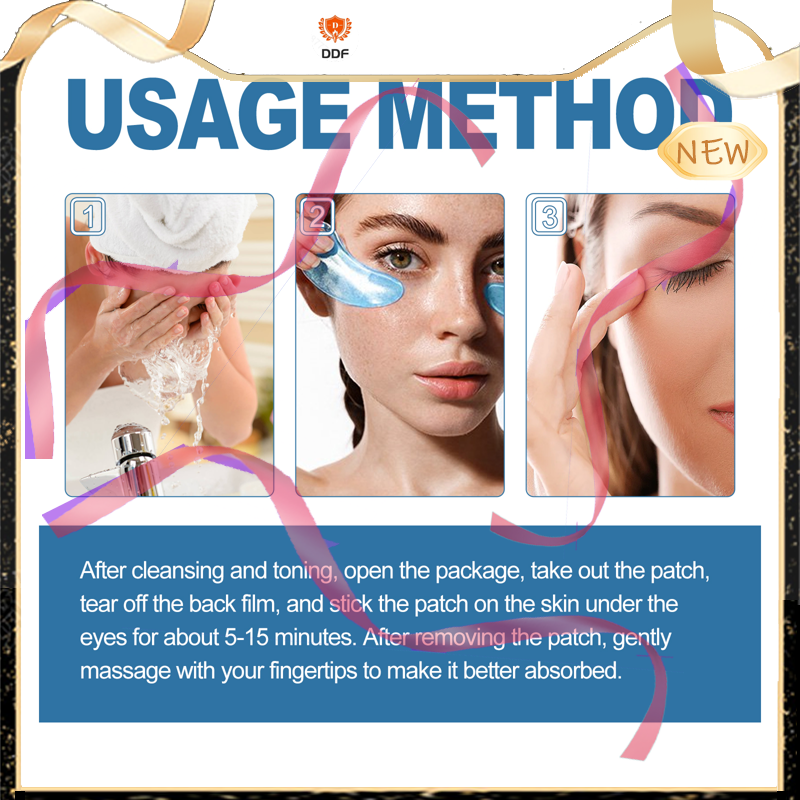 DDF
USAGE METHOD
NEW
1
2
3
After cleansing and toning, open the package, take out the patch,
tear off the back film, and stick the patch on the skin under the
eyes for about 5-15 minutes. After removing the patch, gently
massage with your fingertips to make it better absorbed.